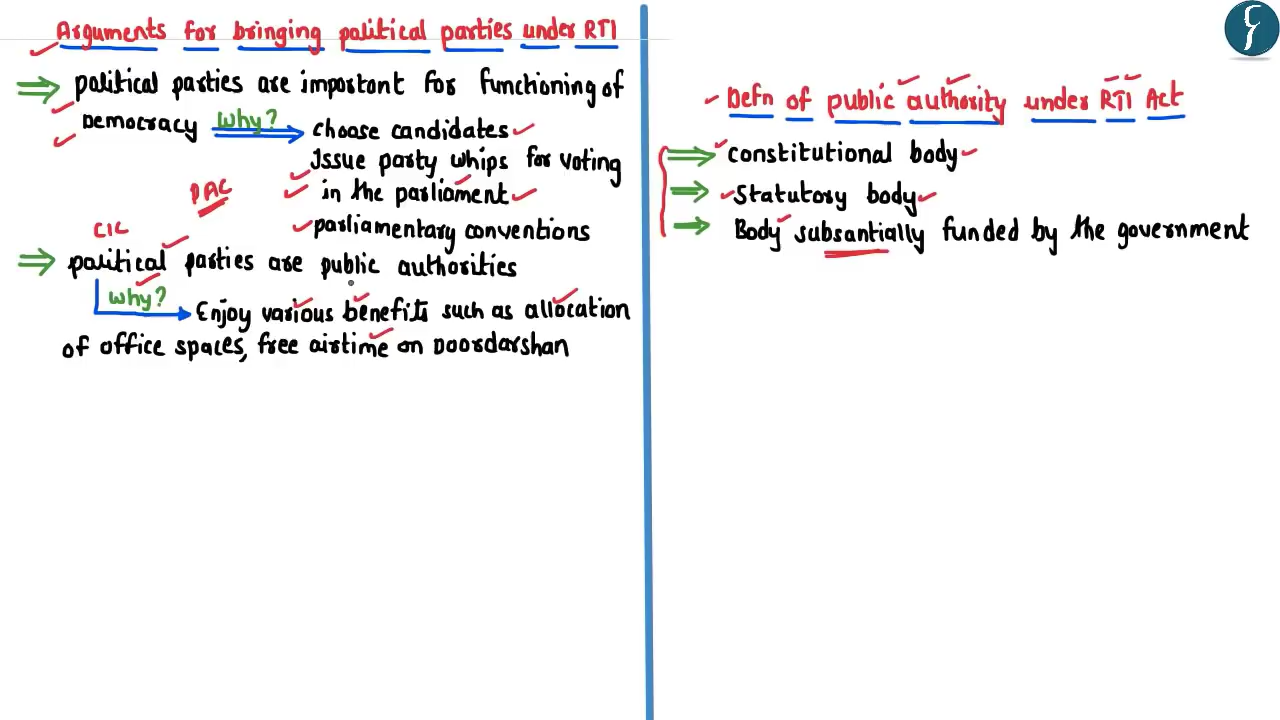 Arguments for bringing political parties under RTI
political parties are important for functioning of
Democracy why? choose candidates
Issue party whips for voting
in the parliament
DAC
parliamentary conventions
CIC
political parties are public authorities
why? Enjoy various benefits such as allocation
of office spaces, free airtime on Doordarshan
Defn of public authority under RTI Act
constitutional body
Statutory body
Body subsantially funded by the government